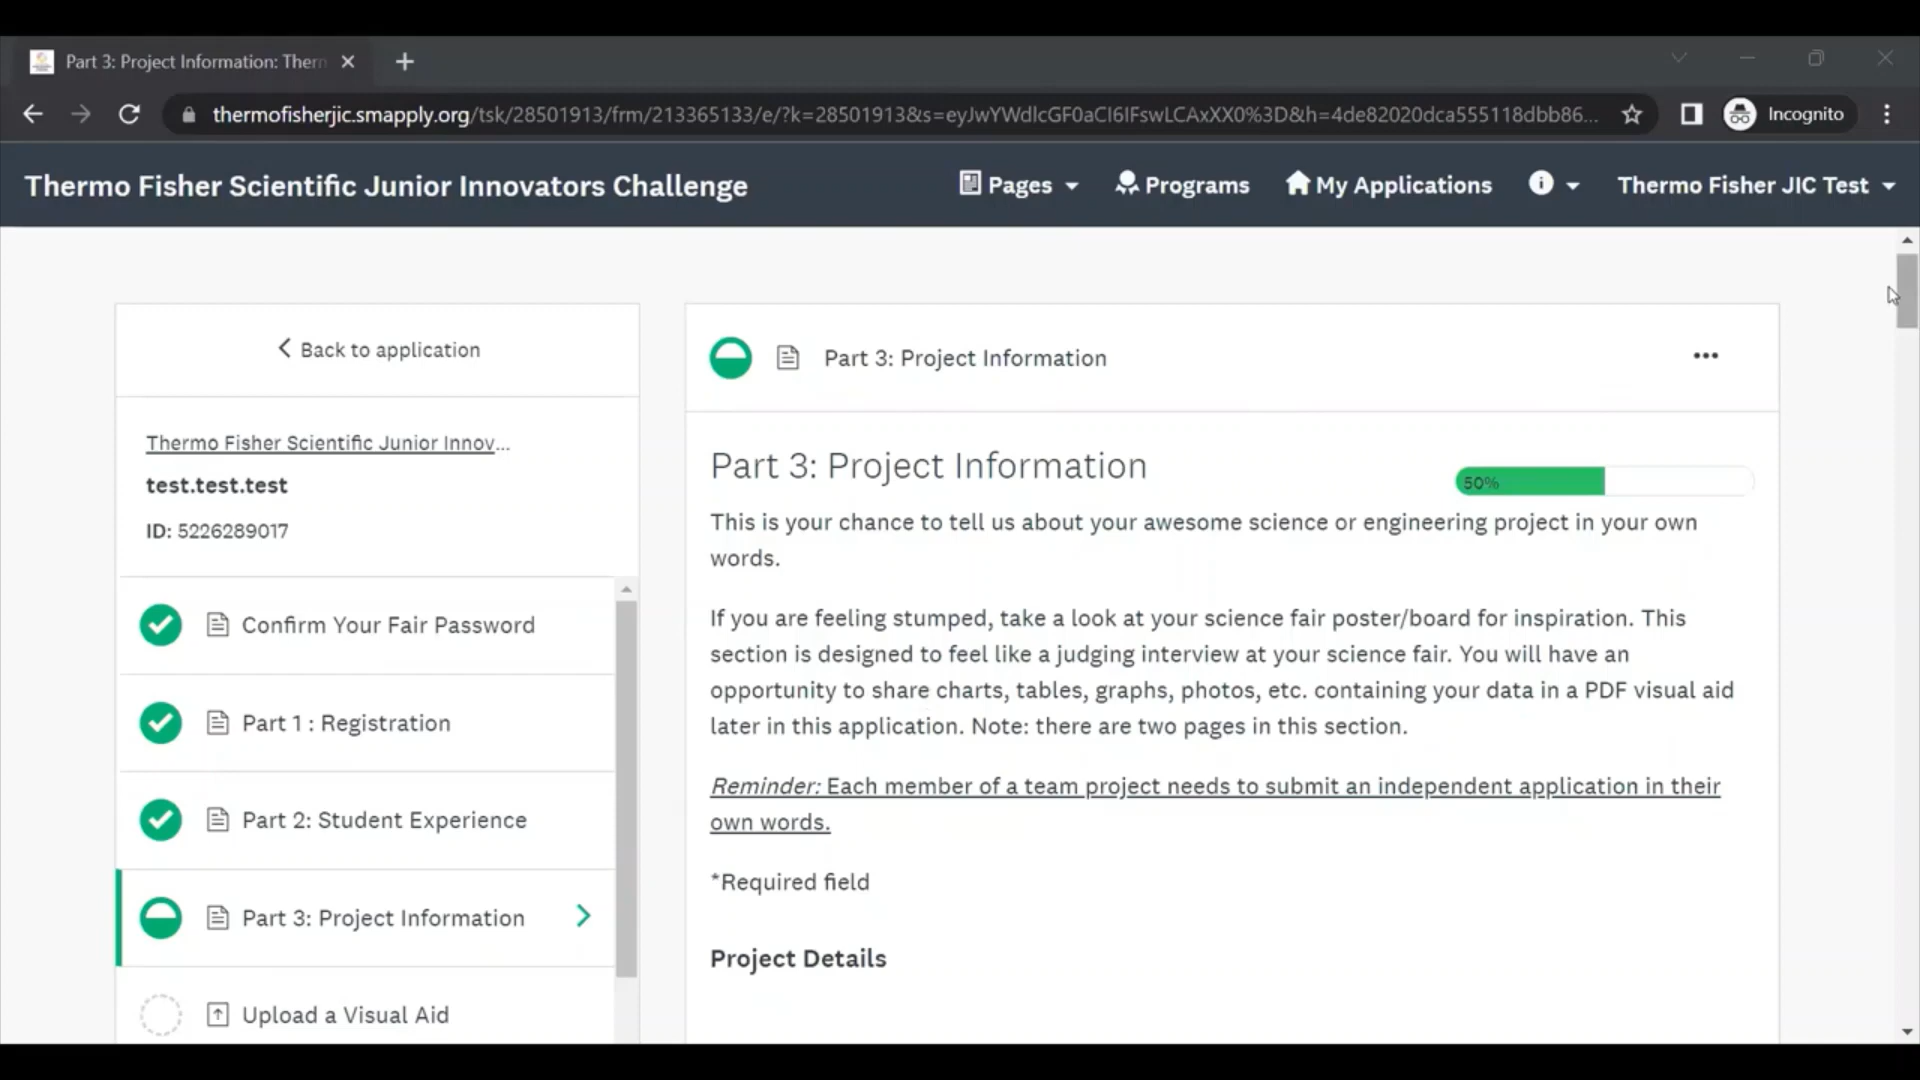 Part 3: Project Information: Therm
thermofisherjic.smapply.org/tsk/28501913/frm/213365133/e/?k=28501913&s=eyJwYWdlcGF0aCI6IFswLCAxXX0%3D&h=4de82020dca555118dbb86...
Incognito
Thermo Fisher Scientific Junior Innovators Challenge
Pages
Programs
My Applications
Thermo Fisher JIC Test
Back to application
Thermo Fisher Scientific Junior Innov...
test.test.test
ID: 5226289017
Confirm Your Fair Password
Part 1 : Registration
Part 2: Student Experience
Part 3: Project Information
Upload a Visual Aid
Part 3: Project Information
Part 3: Project Information
50%
This is your chance to tell us about your awesome science or engineering project in your own
words.
If you are feeling stumped, take a look at your science fair poster/board for inspiration. This
section is designed to feel like a judging interview at your science fair. You will have an
opportunity to share charts, tables, graphs, photos, etc. containing your data in a PDF visual aid
later in this application. Note: there are two pages in this section.
Reminder: Each member of a team project needs to submit an independent application in their
own words.
*Required field
Project Details